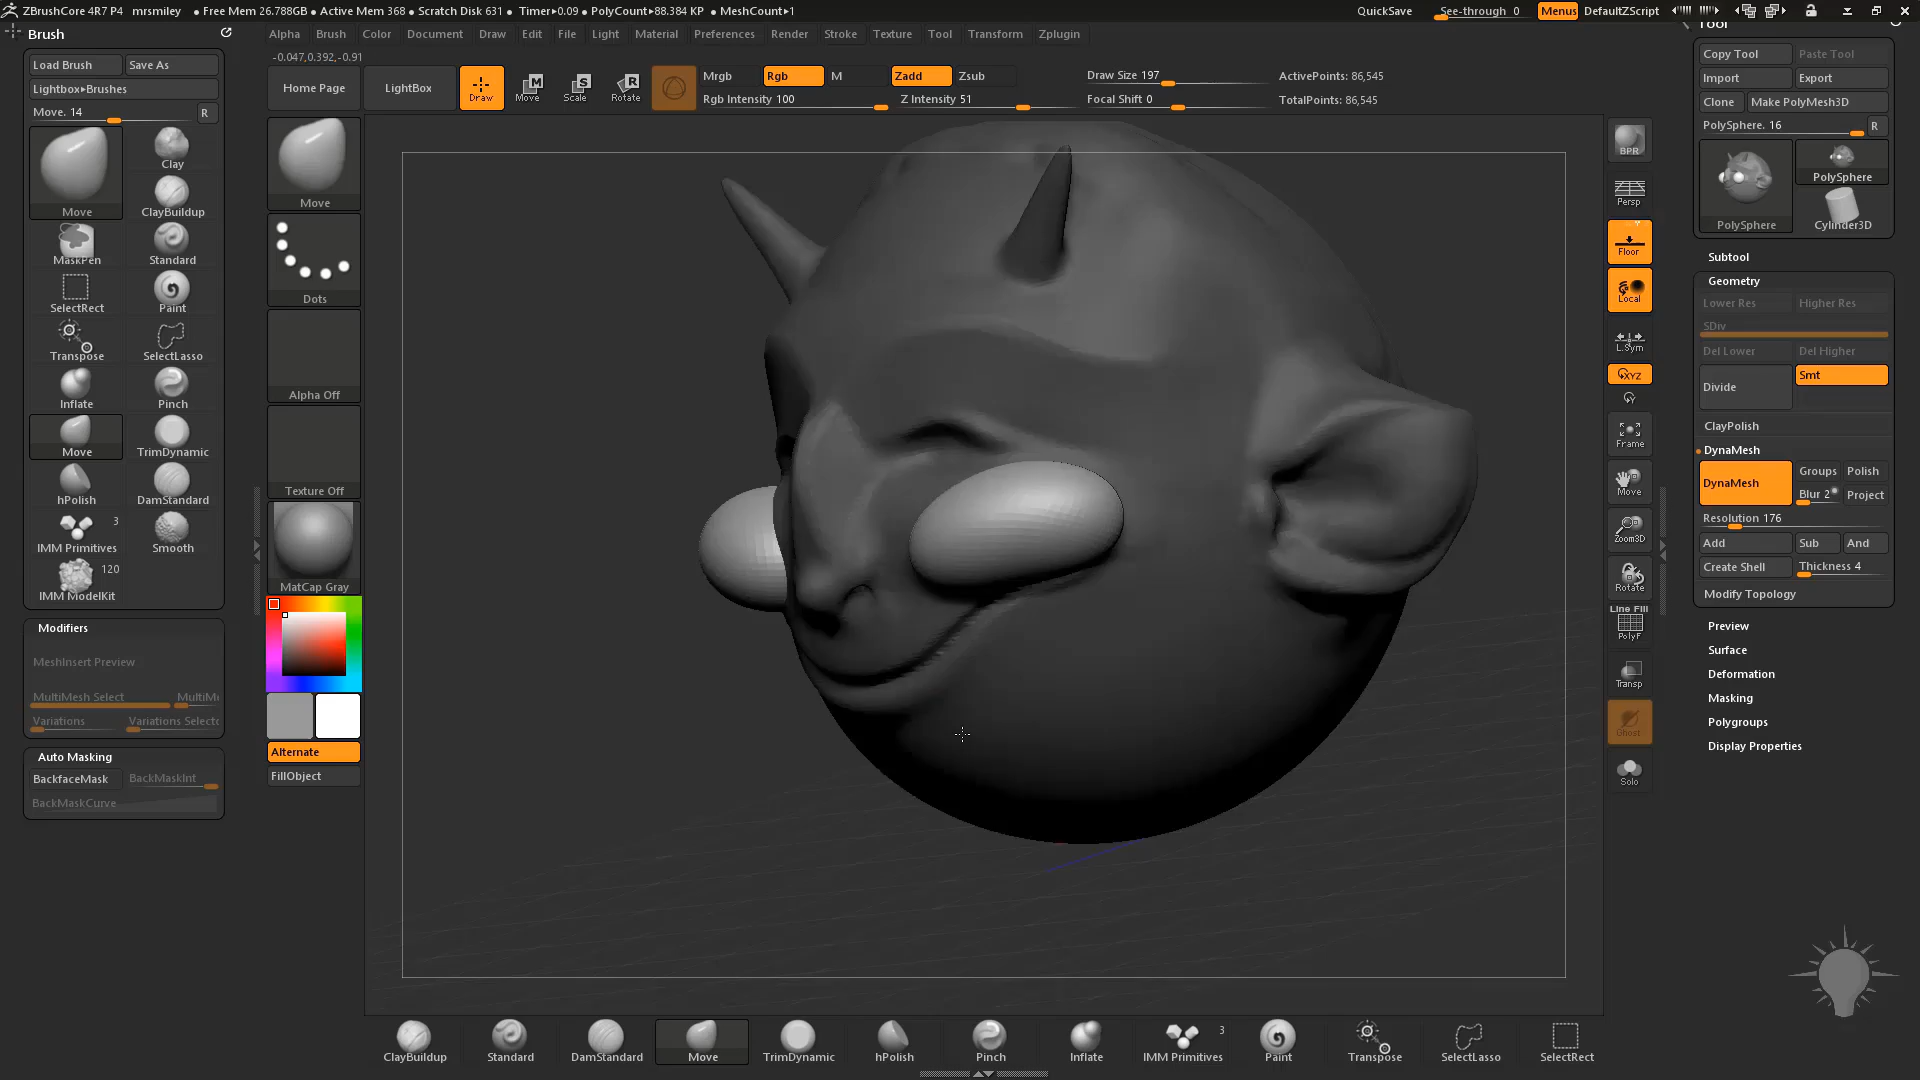 ZBrushCore 4R7 P4 mrsmiley • Free Mem 26.788GB • Active Mem 368 • Scratch Disk 631 • Timer▸0.09 • PolyCount▸88.384 KP • MeshCount▸1 QuickSave See-through 0 Menus DefaultZScript
Brush
Load Brush Save As
Lightbox▸Brushes
Move. 14 R
Move
Clay
ClayBuildup
MaskPen Standard
SelectRect Paint
Transpose SelectLasso
Inflate Pinch
Move TrimDynamic
hPolish DamStandard
3
IMM Primitives Smooth
120
IMM ModelKit
Modifiers
MeshInsert Preview
MultiMesh Select MultiMe
Variations Variations Selecto
Auto Masking
BackfaceMask BackMaskInt
BackMaskCurve
Alpha Brush Color Document Draw Edit File Light Material Preferences Render Stroke Texture Tool Transform Zplugin
-0.047,0.392,-0.91
Home Page LightBox Draw Move Scale Rotate
Mrgb Rgb M Zadd Zsub
Rgb Intensity 100 Z Intensity 51
Draw Size 197
Focal Shift 0
ActivePoints: 86,545
TotalPoints: 86,545
Move
Dots
Alpha Off
Texture Off
MatCap Gray
Alternate
FillObject
BPR
Persp
Floor
Local
L.Sym
XYZ
Y
Frame
Move
Zoom3D
Rotate
Line Fill
PolyF
Transp
Ghost
Solo
Tool
Copy Tool Paste Tool
Import Export
Clone Make PolyMesh3D
PolySphere. 16 R
PolySphere
PolySphere Cylinder3D
Subtool
Geometry
Lower Res Higher Res
SDiv
Del Lower Del Higher
Divide Smt
ClayPolish
DynaMesh
DynaMesh Groups Polish
Blur 2 Project
Resolution 176
Add Sub And
Create Shell Thickness 4
Modify Topology
Preview
Surface
Deformation
Masking
Polygroups
Display Properties
ClayBuildup Standard DamStandard Move TrimDynamic hPolish Pinch Inflate IMM Primitives 3 Paint Transpose SelectLasso SelectRect